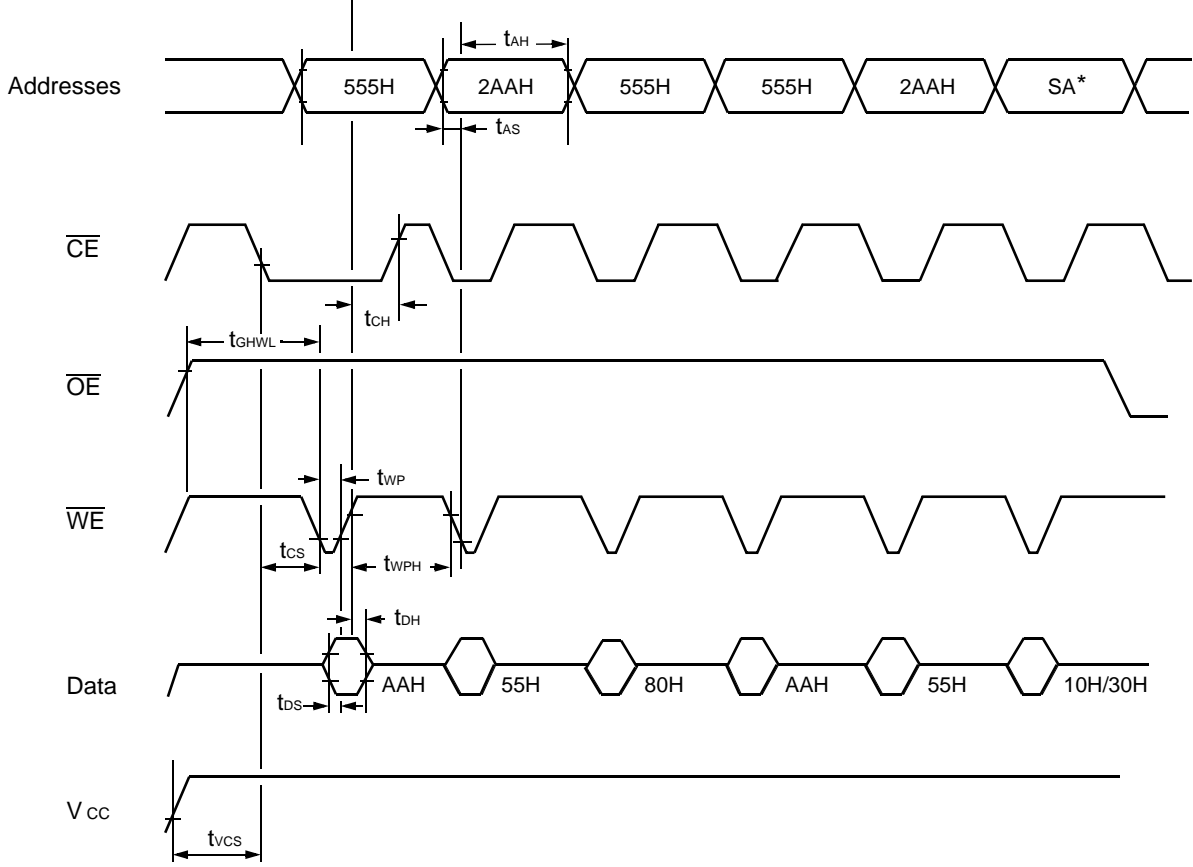 tAH
Addresses 555H 2AAH 555H 555H 2AAH SA*
tAS
CE
tCH
tGHWL
OE
tWP
WE
tCS tWPH
tDH
Data AAH 55H 80H AAH 55H 10H/30H
tDS
VCC
tVCS